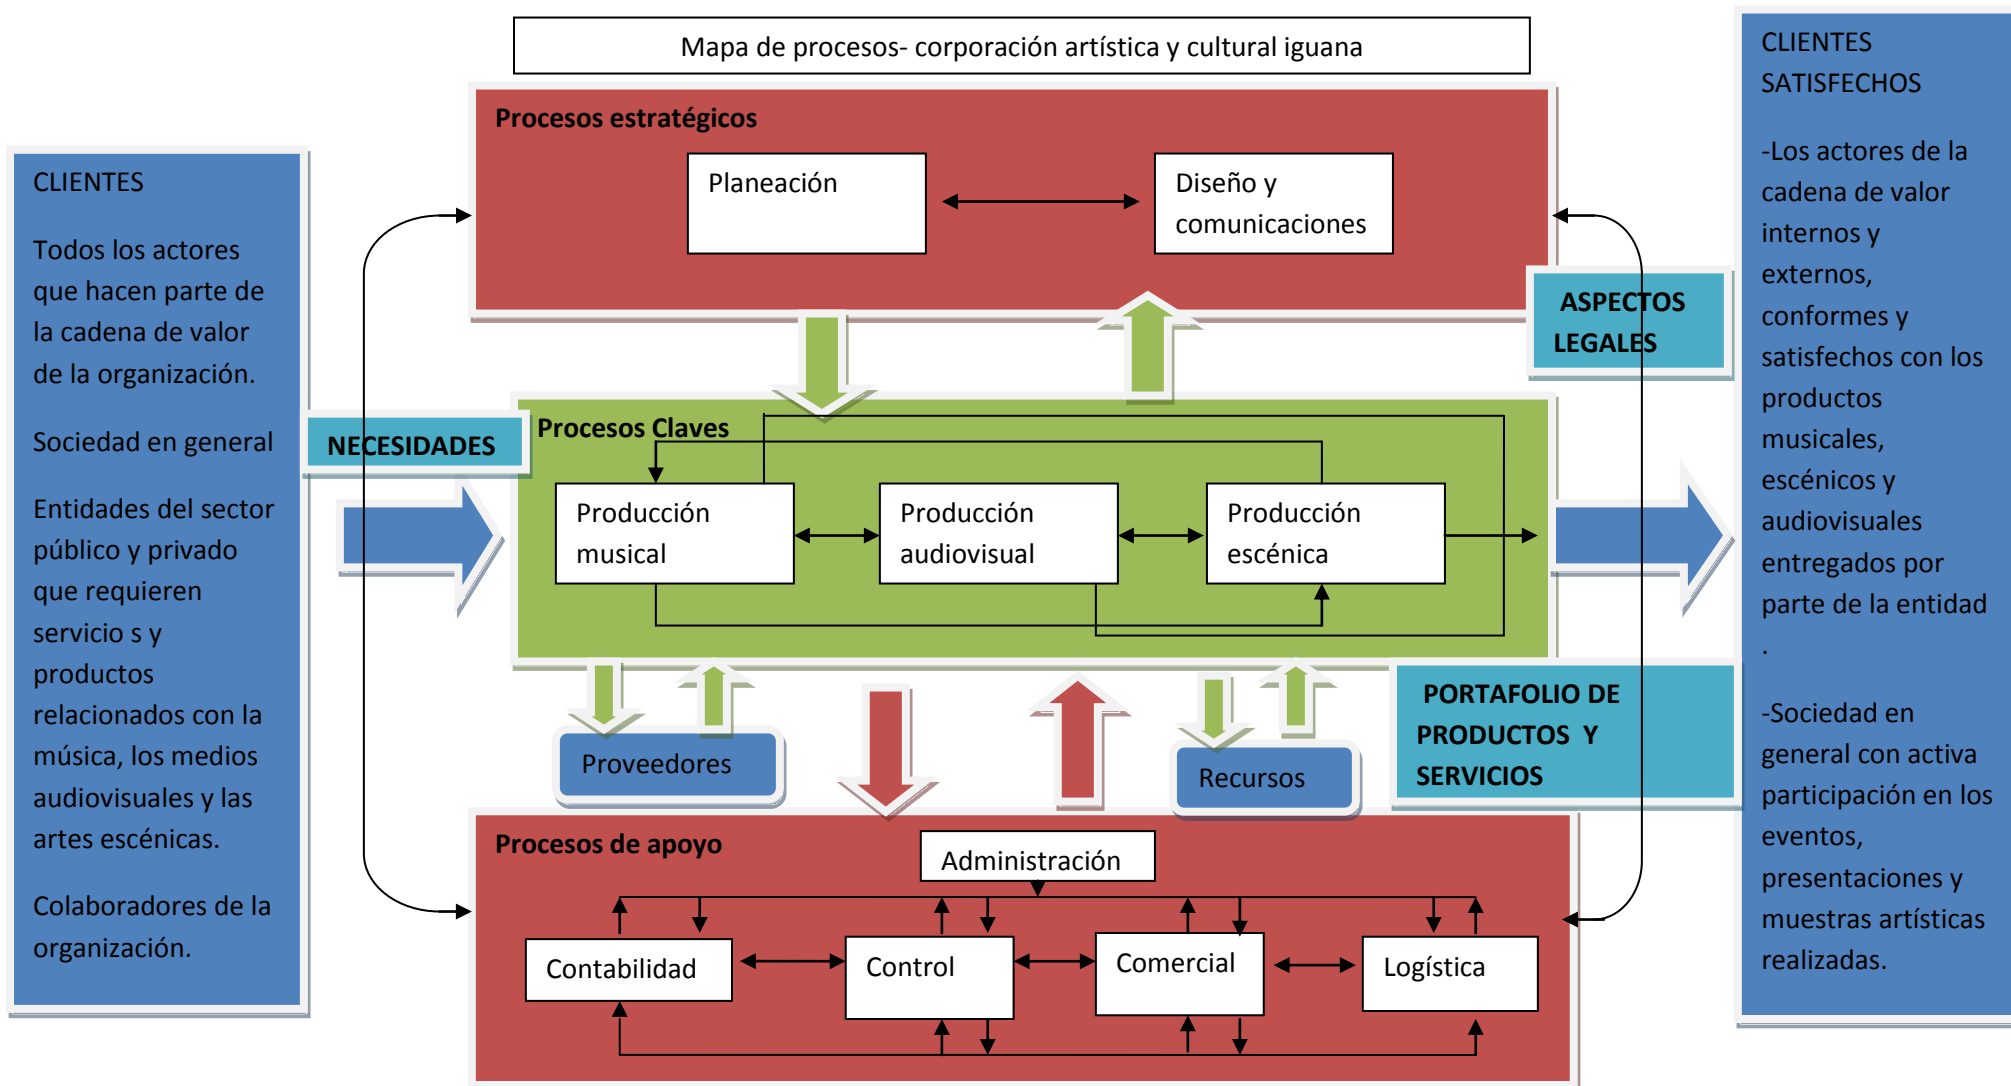 Mapa de procesos- corporación artística y cultural iguana
CLIENTES
Todos los actores
que hacen parte de
la cadena de valor
de la organización.
Sociedad en general
Entidades del sector
público y privado
que requieren
servicio s y
productos
relacionados con la
música, los medios
audiovisuales y las
artes escénicas.
Colaboradores de la
organización.
NECESIDADES
Procesos estratégicos
Planeación
Diseño y
comunicaciones
Procesos Claves
Producción
musical
Producción
audiovisual
Producción
escénica
Proveedores
Recursos
Procesos de apoyo
Administración
Contabilidad
Control
Comercial
Logística
ASPECTOS
LEGALES
PORTAFOLIO DE
PRODUCTOS Y
SERVICIOS
CLIENTES
SATISFECHOS
-Los actores de la
cadena de valor
internos y
externos,
conformes y
satisfechos con los
productos
musicales,
escénicos y
audiovisuales
entregados por
parte de la entidad
.
-Sociedad en
general con activa
participación en los
eventos,
presentaciones y
muestras artísticas
realizadas.